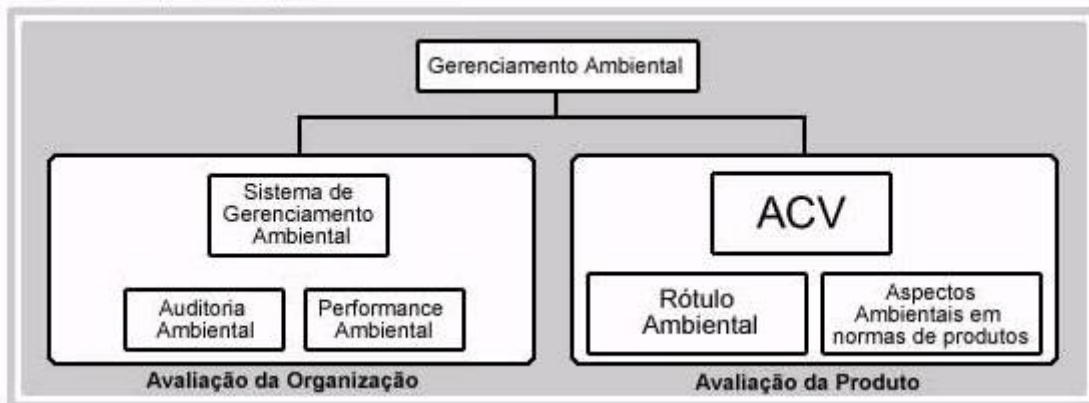 Gerenciamento Ambiental
Sistema de
Gerenciamento
Ambiental
Auditoria
Ambiental
Performance
Ambiental
Avaliação da Organização
ACV
Rótulo
Ambiental
Aspectos
Ambientais em
normas de produtos
Avaliação da Produto